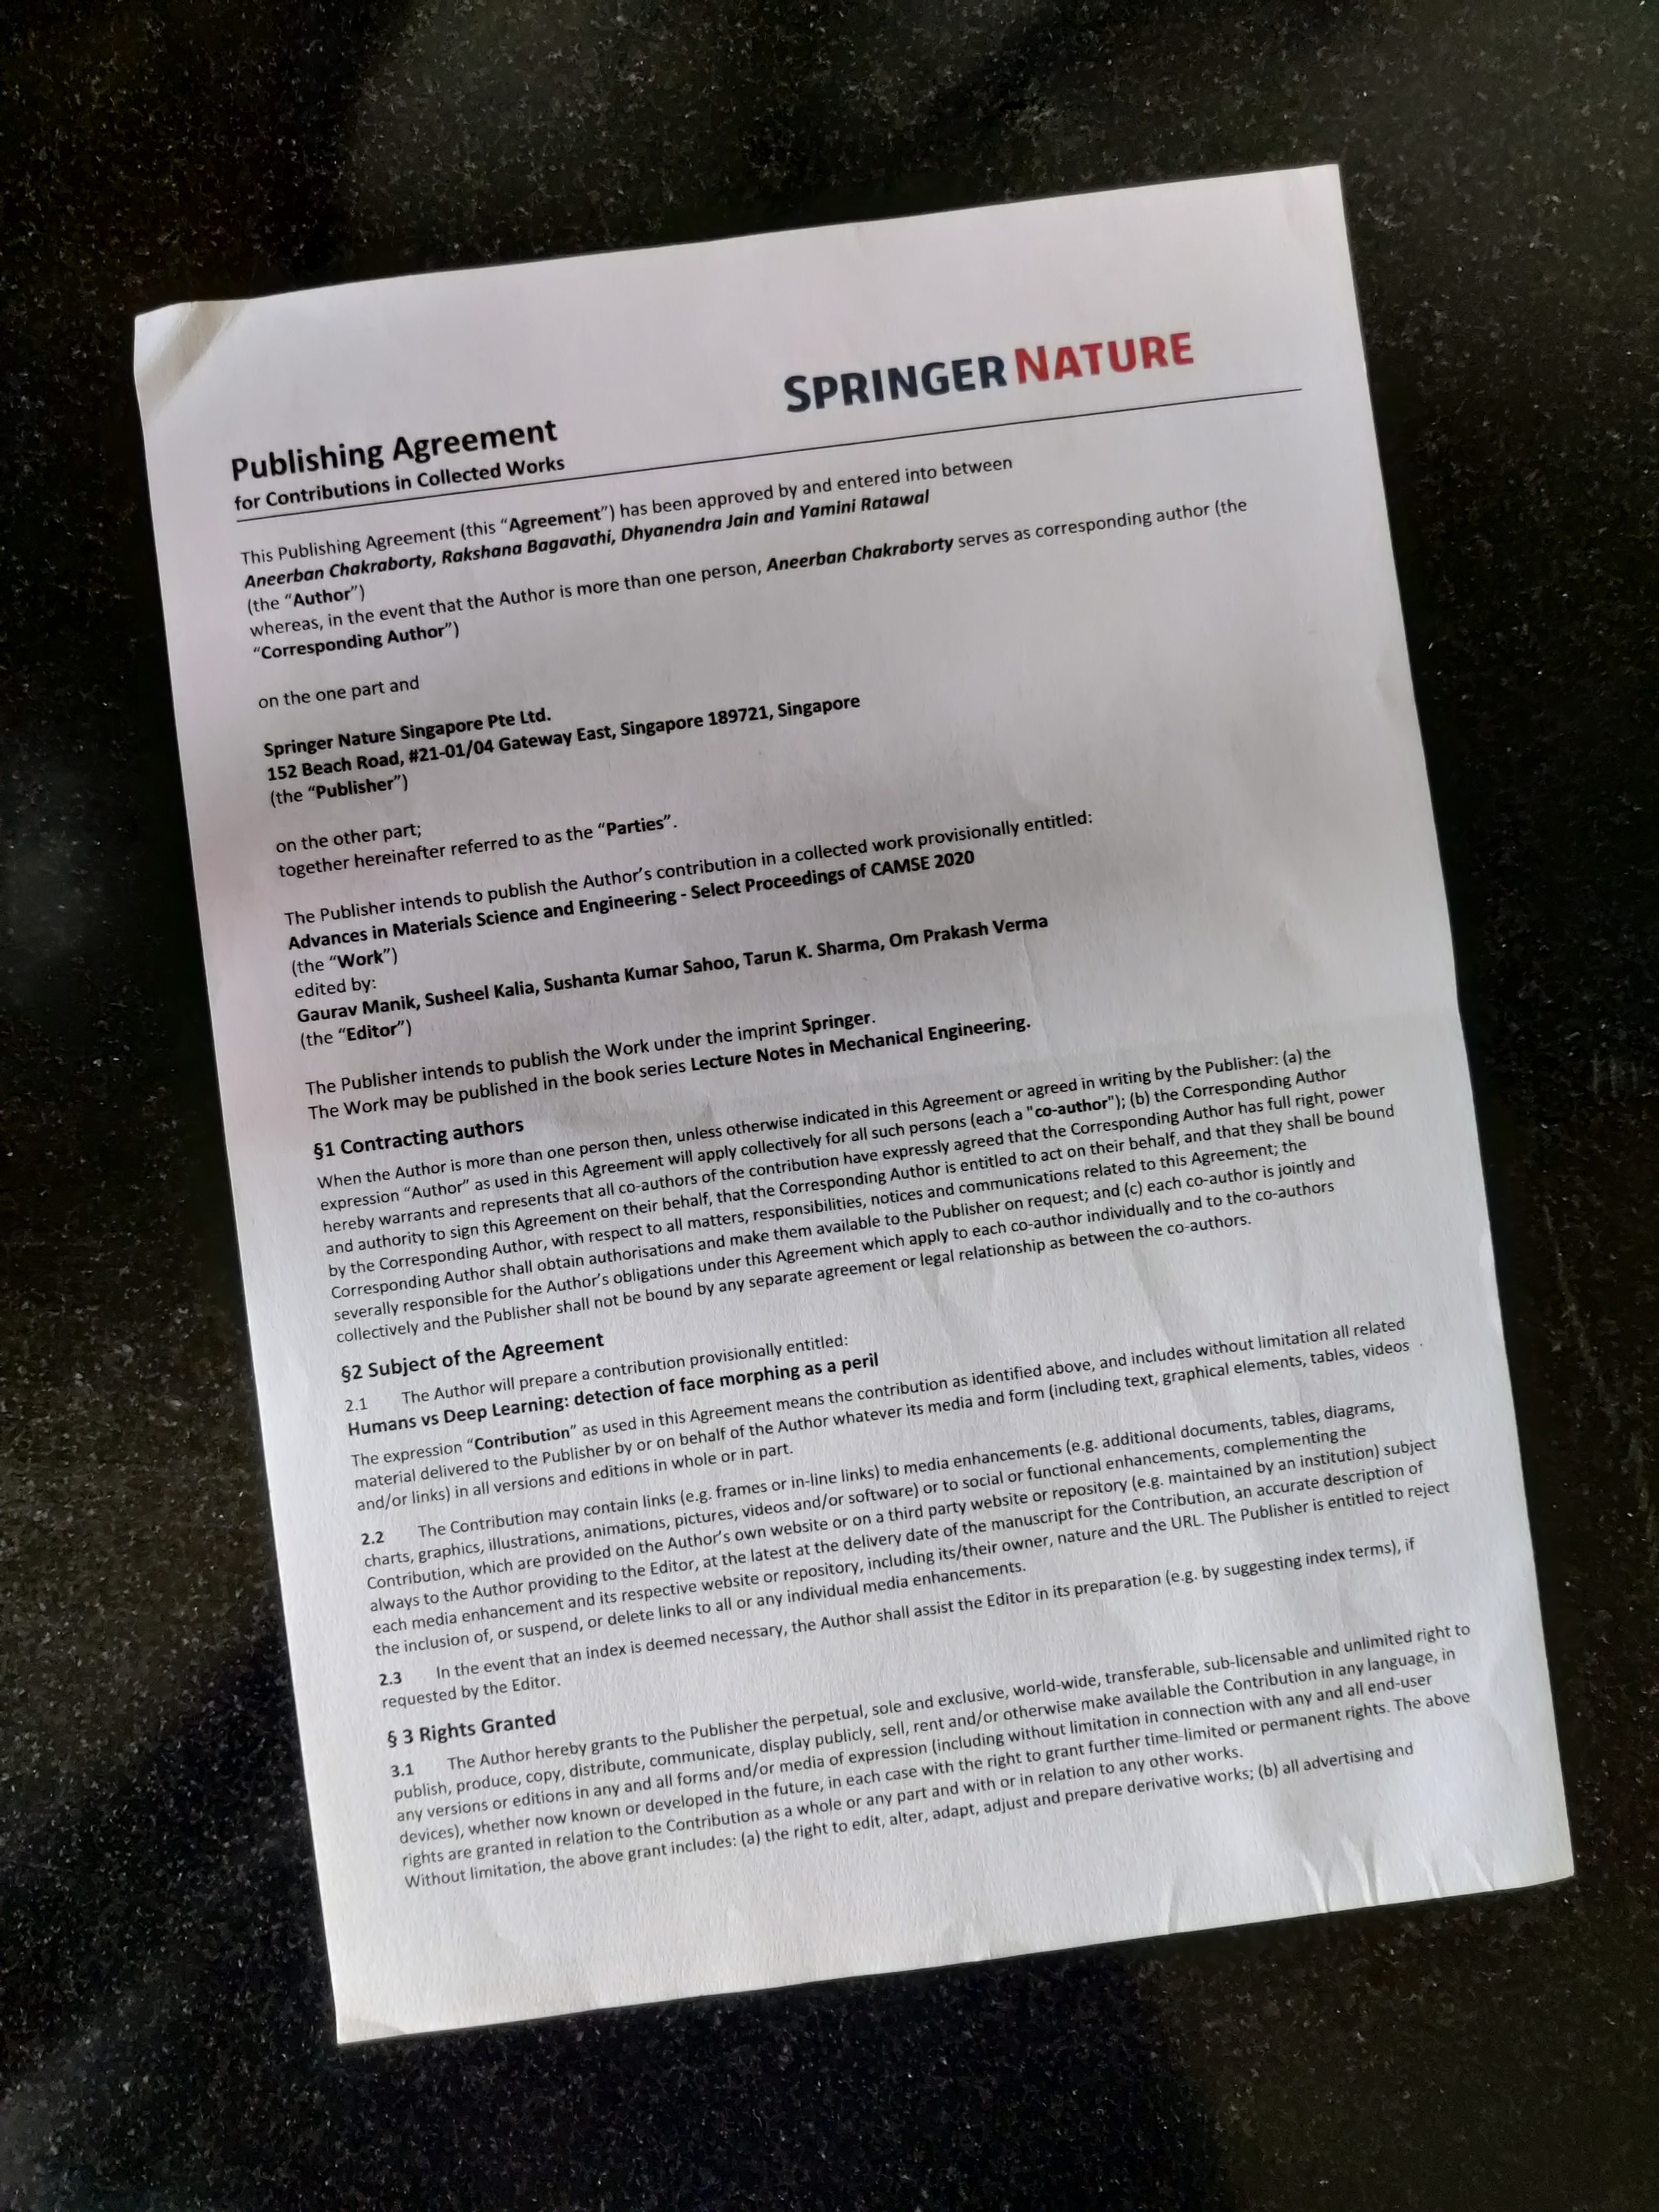 SPRINGER NATURE
Publishing Agreement
for Contributions in Collected Works
This Publishing Agreement (this “Agreement”) has been approved by and entered into between
Aneerban Chakraborty, Rakshana Bagavathi, Dhyanendra Jain and Yamini Ratawal
(the “Author”)
whereas, in the event that the Author is more than one person, Aneerban Chakraborty serves as corresponding author (the
“Corresponding Author”)
on the one part and
Springer Nature Singapore Pte Ltd.
152 Beach Road, #21-01/04 Gateway East, Singapore 189721, Singapore
(the “Publisher”)
on the other part;
together hereinafter referred to as the “Parties”.
The Publisher intends to publish the Author’s contribution in a collected work provisionally entitled:
Advances in Materials Science and Engineering - Select Proceedings of CAMSE 2020
(the “Work”)
edited by:
Gaurav Manik, Susheel Kalia, Sushanta Kumar Sahoo, Tarun K. Sharma, Om Prakash Verma
(the “Editor”)
The Publisher intends to publish the Work under the imprint Springer.
The Work may be published in the book series Lecture Notes in Mechanical Engineering.
§1 Contracting authors
When the Author is more than one person then, unless otherwise indicated in this Agreement or agreed in writing by the Publisher: (a) the
expression “Author” as used in this Agreement will apply collectively for all such persons (each a "co-author"); (b) the Corresponding Author
hereby warrants and represents that all co-authors of the contribution have expressly agreed that the Corresponding Author has full right, power
and authority to sign this Agreement on their behalf, that the Corresponding Author is entitled to act on their behalf, and that they shall be bound
by the Corresponding Author, with respect to all matters, responsibilities, notices and communications related to this Agreement; the
Corresponding Author shall obtain authorisations and make them available to the Publisher on request; and (c) each co-author is jointly and
severally responsible for the Author’s obligations under this Agreement which apply to each co-author individually and to the co-authors
collectively and the Publisher shall not be bound by any separate agreement or legal relationship as between the co-authors.
§2 Subject of the Agreement
2.1 The Author will prepare a contribution provisionally entitled:
Humans vs Deep Learning: detection of face morphing as a peril
The expression “Contribution” as used in this Agreement means the contribution as identified above, and includes without limitation all related
material delivered to the Publisher by or on behalf of the Author whatever its media and form (including text, graphical elements, tables, videos
and/or links) in all versions and editions in whole or in part.
2.2 The Contribution may contain links (e.g. frames or in-line links) to media enhancements (e.g. additional documents, tables, diagrams,
charts, graphics, illustrations, animations, pictures, videos and/or software) or to social or functional enhancements, complementing the
Contribution, which are provided on the Author’s own website or on a third party website or repository (e.g. maintained by an institution) subject
always to the Author providing to the Editor, at the latest at the delivery date of the manuscript for the Contribution, an accurate description of
each media enhancement and its respective website or repository, including its/their owner, nature and the URL. The Publisher is entitled to reject
the inclusion of, or suspend, or delete links to all or any individual media enhancements.
2.3 In the event that an index is deemed necessary, the Author shall assist the Editor in its preparation (e.g. by suggesting index terms), if
requested by the Editor.
§ 3 Rights Granted
3.1 The Author hereby grants to the Publisher the perpetual, sole and exclusive, world-wide, transferable, sub-licensable and unlimited right to
publish, produce, copy, distribute, communicate, display publicly, sell, rent and/or otherwise make available the Contribution in any language, in
any versions or editions in any and all forms and/or media of expression (including without limitation in connection with any and all end-user
devices), whether now known or developed in the future, in each case with the right to grant further time-limited or permanent rights. The above
rights are granted in relation to the Contribution as a whole or any part and with or in relation to any other works.
Without limitation, the above grant includes: (a) the right to edit, alter, adapt, adjust and prepare derivative works; (b) all advertising and